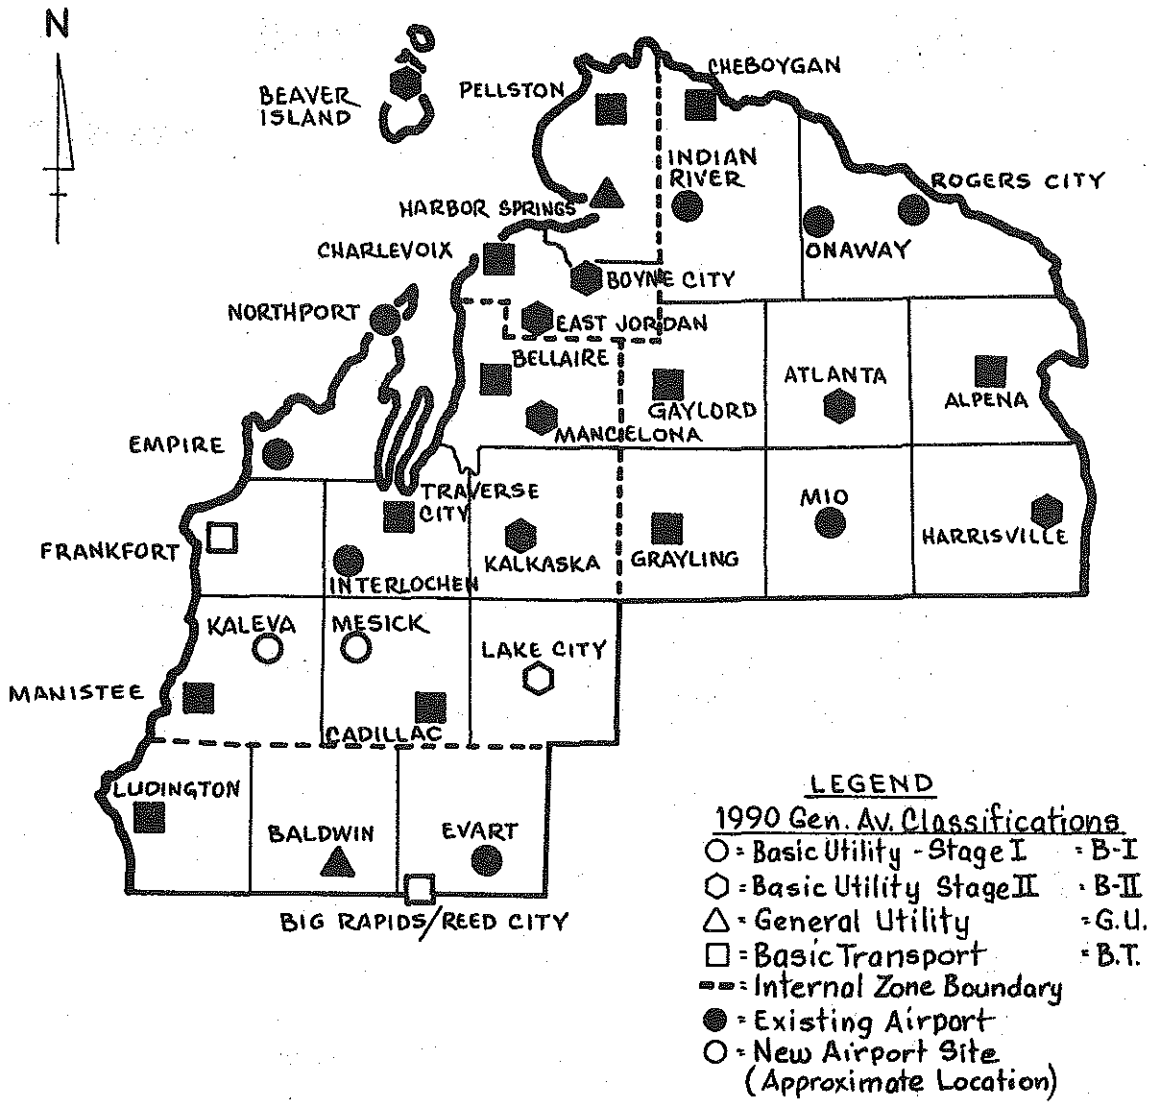 N
CHEBOYGAN
PELLSTON
BEAVER
ISLAND
INDIAN
RIVER
ROGERS CITY
HARBOR SPRINGS
ONAWAY
CHARLEVOIX
BOYNE CITY
NORTHPORT
EAST JORDAN
BELLAIRE
ATLANTA
GAYLORD
ALPENA
MANCELONA
EMPIRE
TRAVERSE
CITY
MIO
HARRISVILLE
FRANKFORT
KALKASKA
GRAYLING
INTERLOCHEN
KALEVA
MESICK
LAKE CITY
MANISTEE
CADILLAC
LUDINGTON
BALDWIN
EVART
BIG RAPIDS/REED CITY
LEGEND
1990 Gen. Av. Classifications
= Basic Utility - Stage I = B-I
= Basic Utility Stage II = B-II
= General Utility = G.U.
= Basic Transport = B.T.
= Internal Zone Boundary
= Existing Airport
= New Airport Site
(Approximate Location)